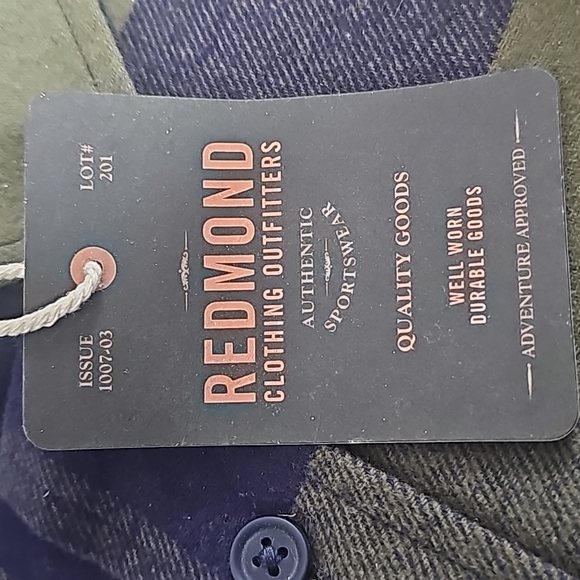 ISSUE
1007-03
LOT#
201
REDMOND
CLOTHING OUTFITTERS
AUTHENTIC
SPORTSWEAR
QUALITY GOODS
WELL WORN
DURABLE GOODS
ADVENTURE APPROVED